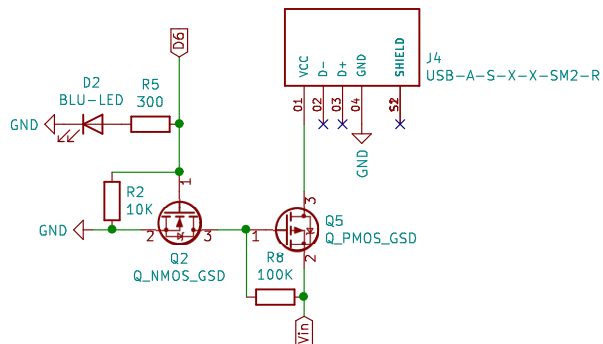 D6
J4
USB-A-S-X-X-SM2-R
VCC
D-
D+
GND
SHIELD
01
02
03
04
S2
GND
D2
BLU-LED
R5
300
GND
1
R2
10K
GND
2
3
Q2
Q_NMOS_GSD
3
1
Q5
Q_PMOS_GSD
2
R8
100K
Vin